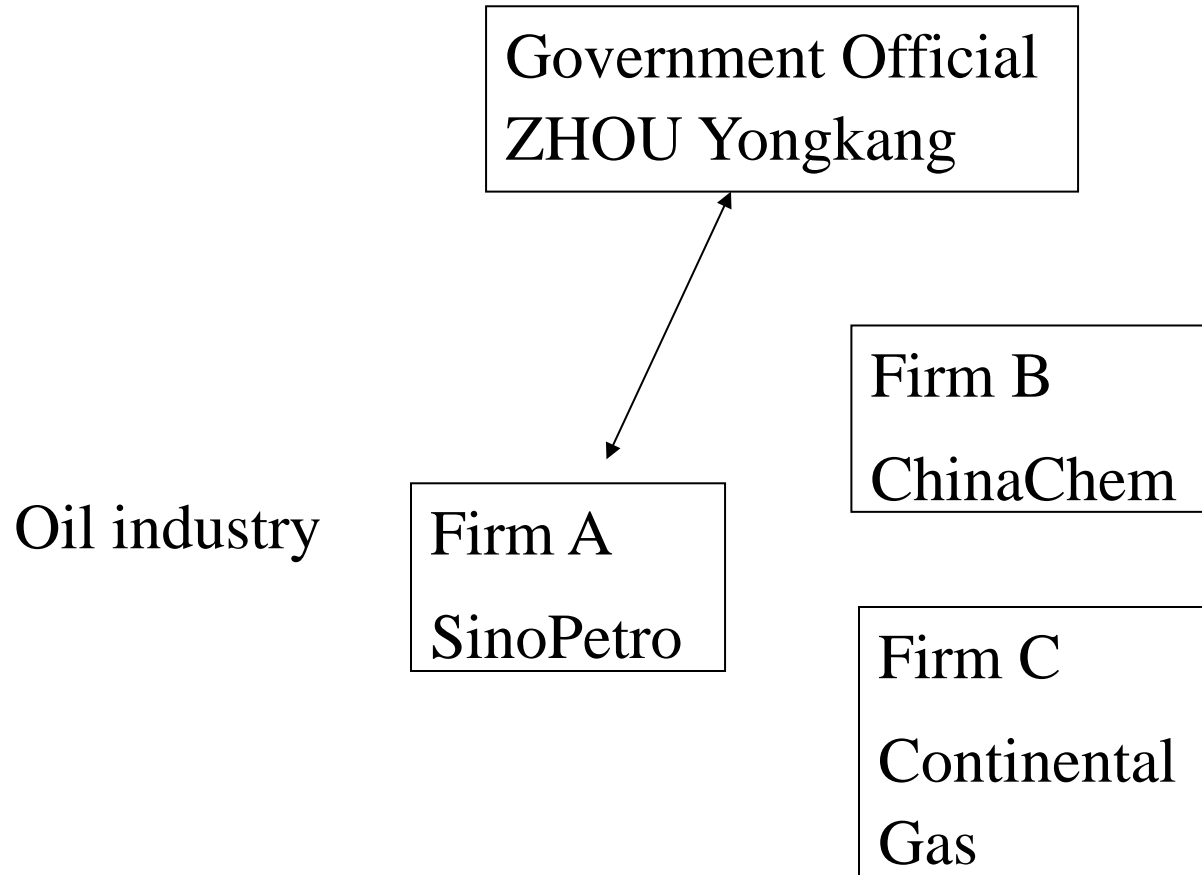 Government Official
ZHOU Yongkang
Firm B
ChinaChem
Oil industry
Firm A
SinoPetro
Firm C
Continental
Gas